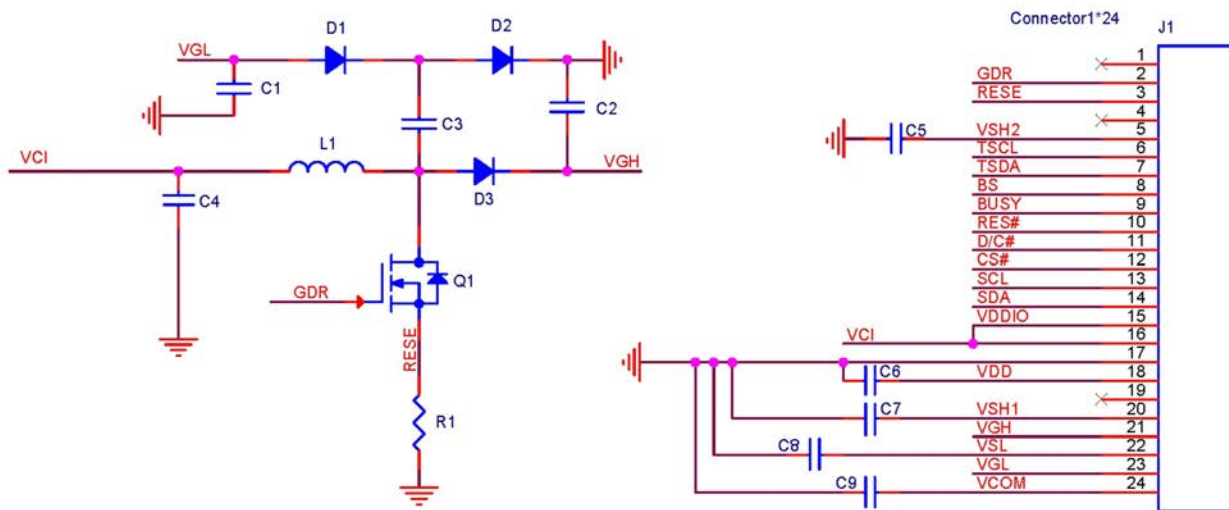 Connector1*24
J1
D1
D2
VGL
C1
C2
C3
VCI
L1
VGH
D3
C4
GDR
Q1
RESE
R1
1
GDR 2
RESE 3
4
C5 VSH2 5
TSCL 6
TSDA 7
BS 8
BUSY 9
RES# 10
D/C# 11
CS# 12
SCL 13
SDA 14
VDDIO 15
VCI 16
17
C6 VDD 18
19
C7 VSH1 20
VGH 21
C8 VSL 22
VGL 23
C9 VCOM 24